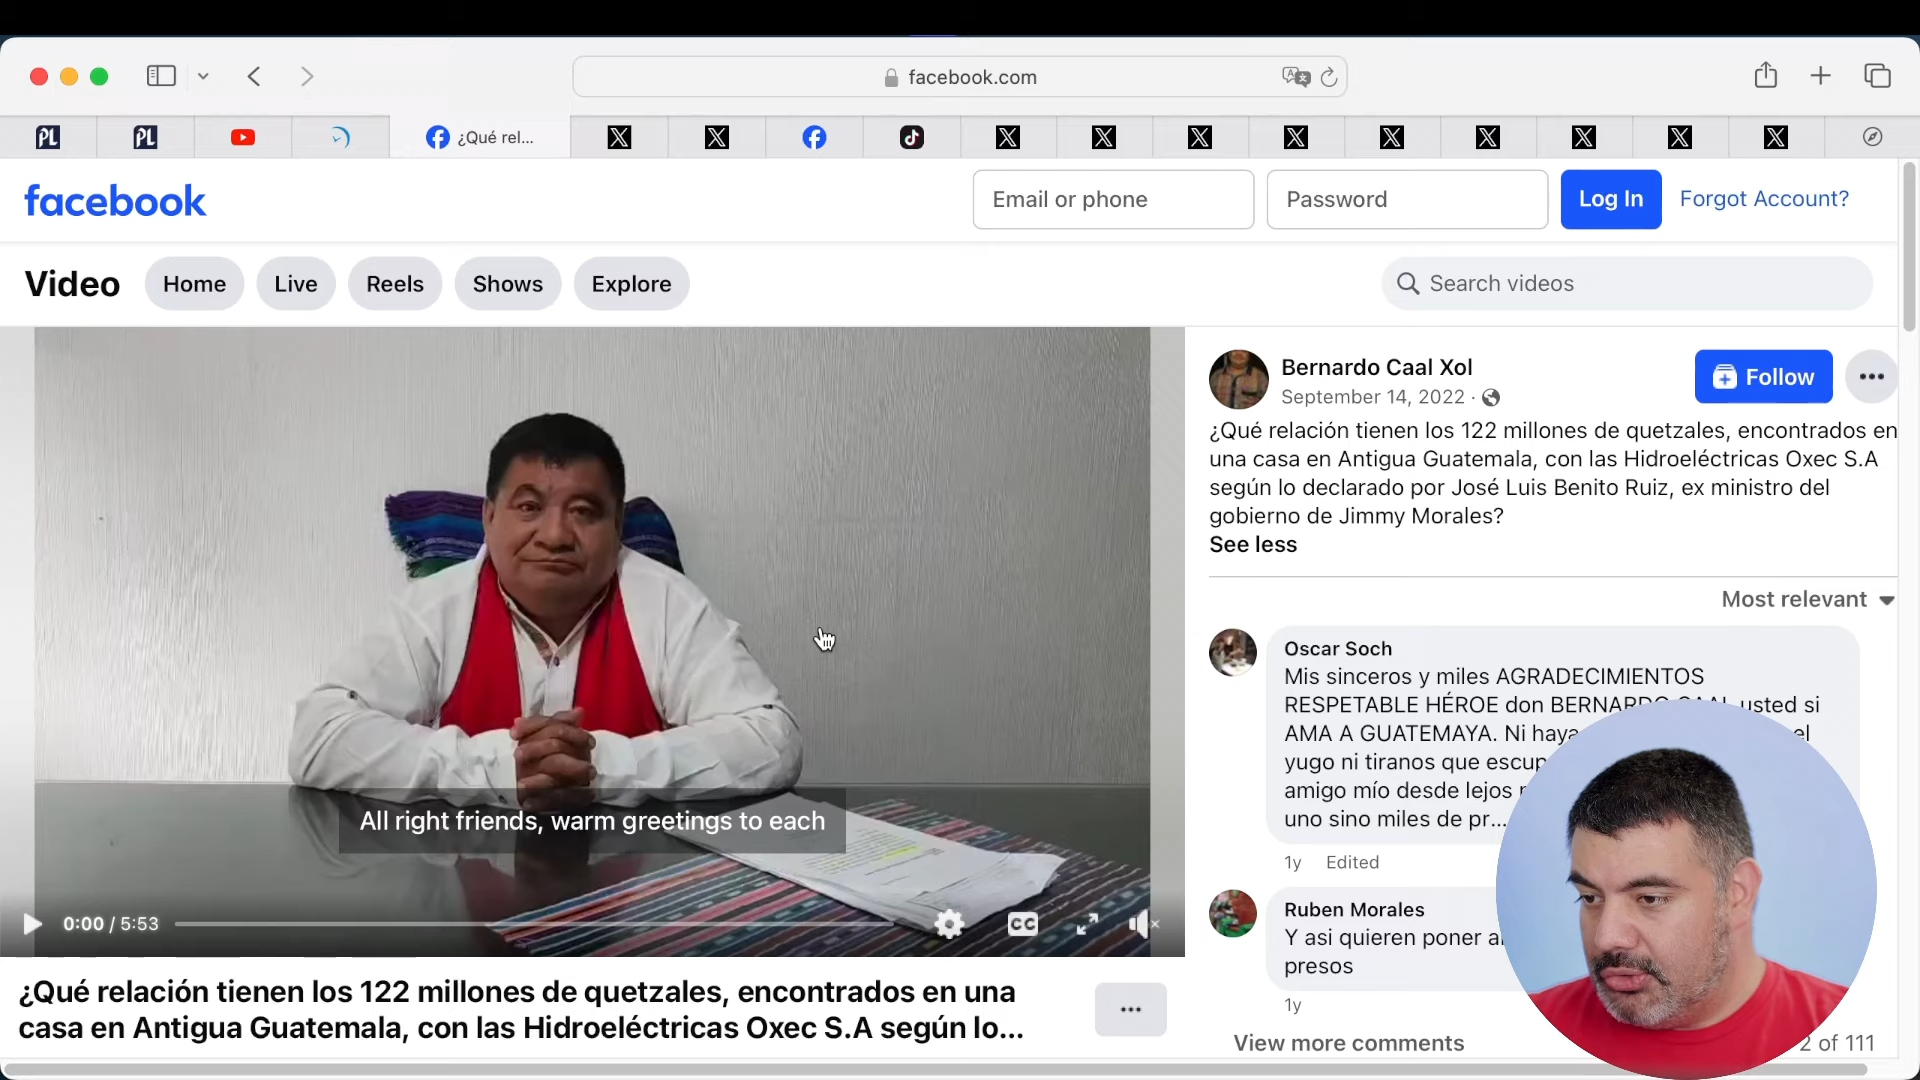 facebook.com
¿Qué rel...
facebook
Email or phone
Password
Log In
Forgot Account?
Video
Home
Live
Reels
Shows
Explore
Search videos
All right friends, warm greetings to each
0:00 / 5:53
CC
¿Qué relación tienen los 122 millones de quetzales, encontrados en una
casa en Antigua Guatemala, con las Hidroeléctricas Oxec S.A según lo...
Bernardo Caal Xol
September 14, 2022 ·
Follow
¿Qué relación tienen los 122 millones de quetzales, encontrados en
una casa en Antigua Guatemala, con las Hidroeléctricas Oxec S.A
según lo declarado por José Luis Benito Ruiz, ex ministro del
gobierno de Jimmy Morales?
See less
Most relevant
Oscar Soch
Mis sinceros y miles AGRADECIMIENTOS
RESPETABLE HÉROE don BERNARDO CAAL usted si
AMA A GUATEMAYA. Ni haya el
yugo ni tiranos que
amigo mío desde lejos
uno sino miles de pr...
1y Edited
Ruben Morales
Y asi quieren poner
presos
1y
View more comments
2 of 111